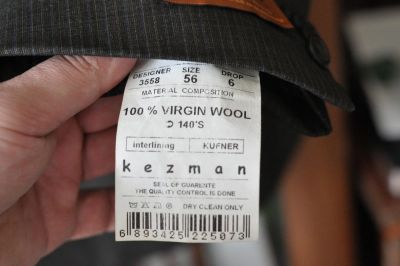 DESIGNER SIZE DROP
3558 56 6
MATERIAL COMPOSITION
100 % VIRGIN WOOL
140'S
interlining KUFNER
kezman
SEAL OF GUARENTE
THE QUALITY CONTROL IS DONE
DRY CLEAN ONLY
6 893425 225073